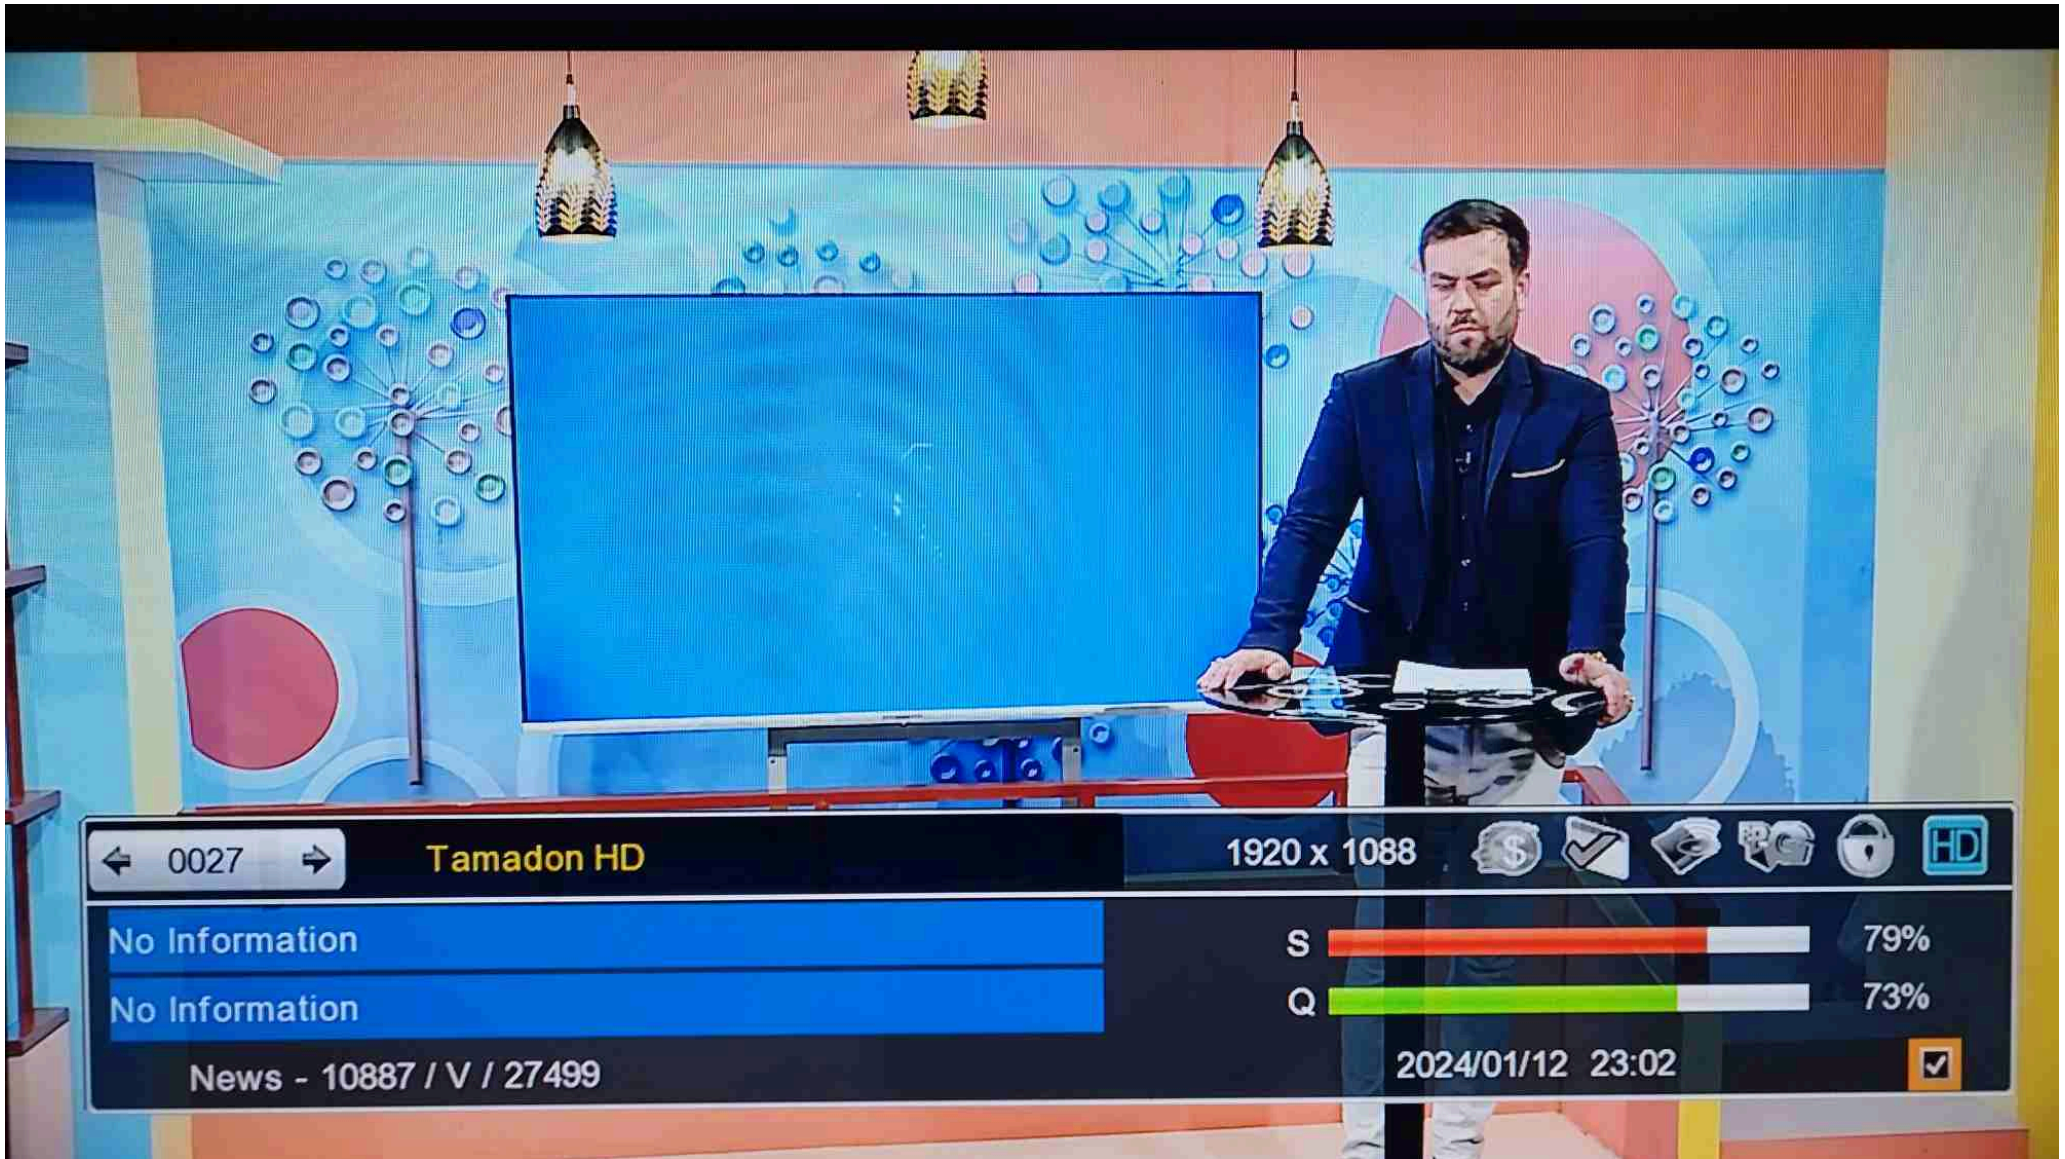 0027 Tamadon HD 1920 x 1088 $ HD
No Information S 79%
No Information Q 73%
News - 10887 / V / 27499 2024/01/12 23:02